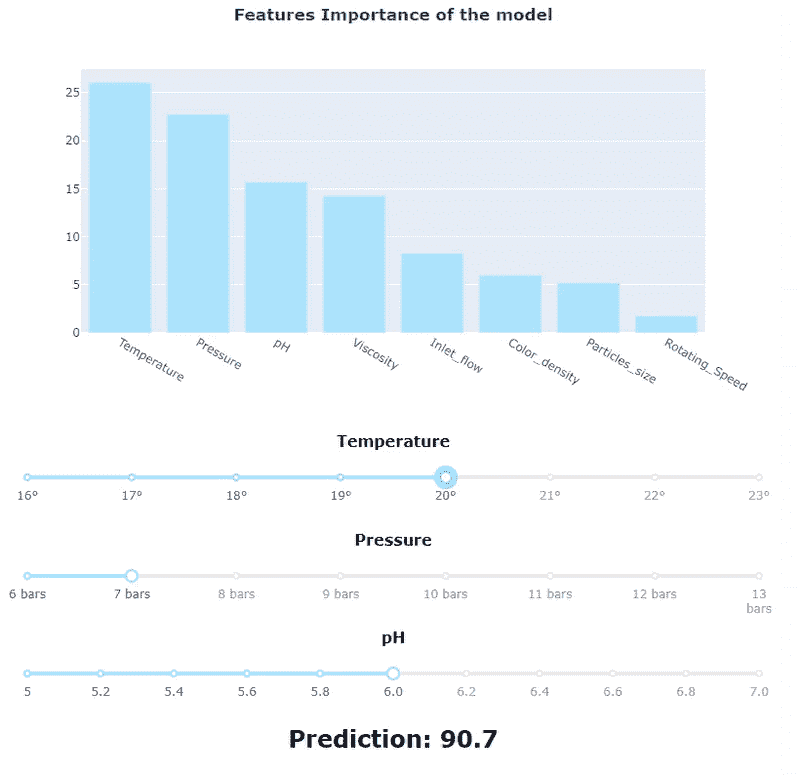 Features Importance of the model
25
20
15
10
5
0
Temperature
Pressure
pH
Viscosity
Inlet_flow
Color_density
Particles_size
Rotating_Speed
Temperature
16° 17° 18° 19° 20° 21° 22° 23°
Pressure
6 bars 7 bars 8 bars 9 bars 10 bars 11 bars 12 bars 13
bars
pH
5 5.2 5.4 5.6 5.8 6.0 6.2 6.4 6.6 6.8 7.0
Prediction: 90.7